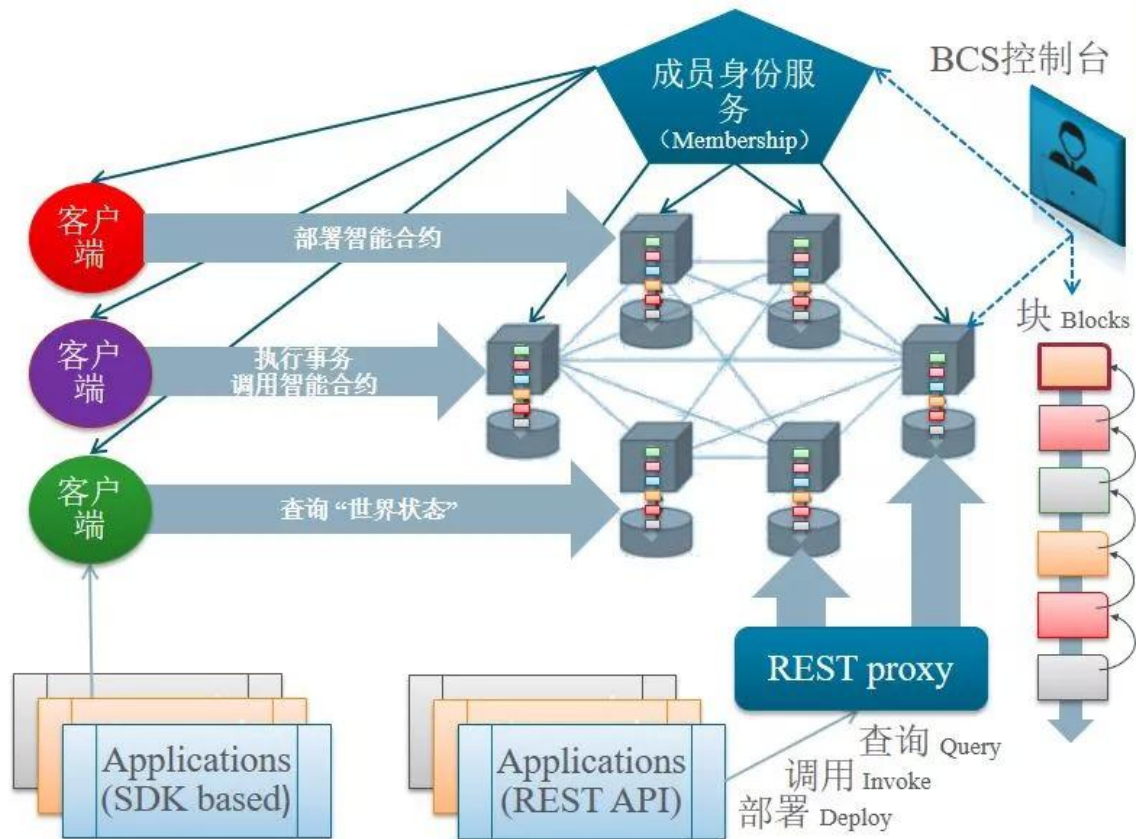 成员身份服
务
（Membership）
BCS控制台
客户
端
部署智能合约
块 Blocks
客户
端
执行事务
调用智能合约
客户
端
查询 “世界状态”
REST proxy
Applications
(SDK based)
Applications
(REST API)
查询 Query
调用 Invoke
部署 Deploy